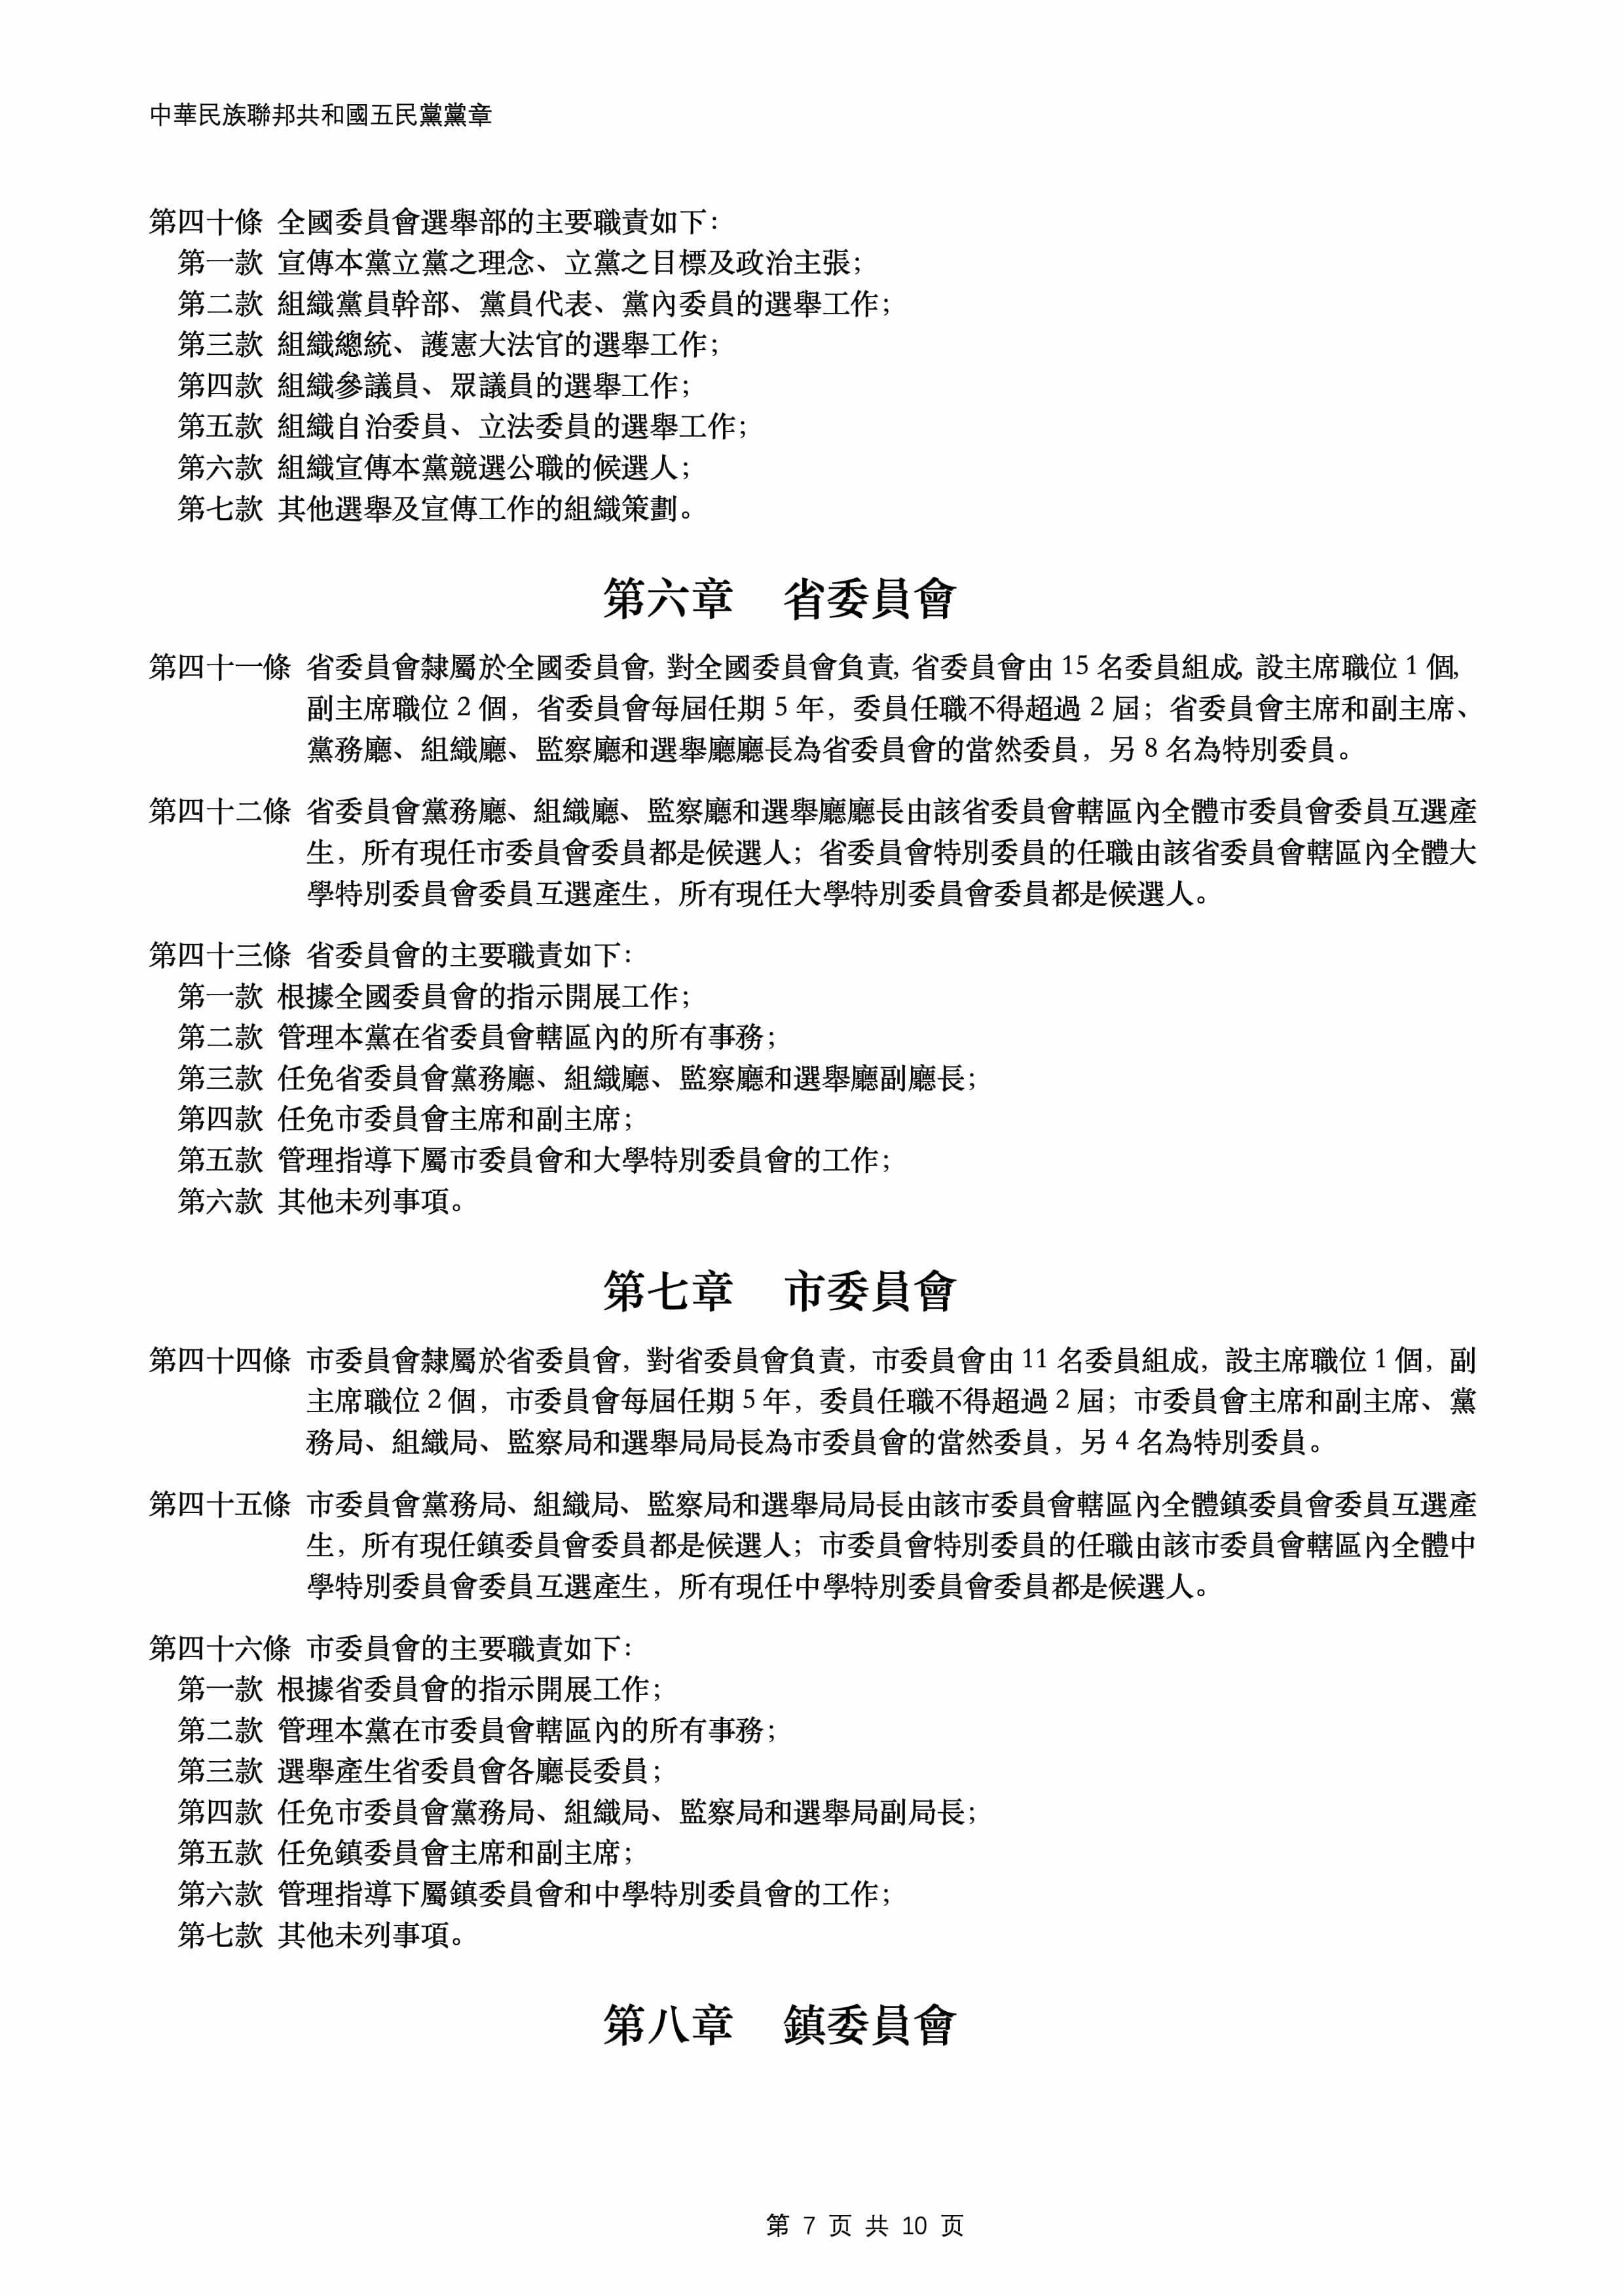 中華民族聯邦共和國五民黨黨章
第四十條 全國委員會選舉部的主要職責如下：
第一款 宣傳本黨立黨之理念、立黨之目標及政治主張；
第二款 組織黨員幹部、黨員代表、黨內委員的選舉工作；
第三款 組織總統、護憲大法官的選舉工作；
第四款 組織參議員、眾議員的選舉工作；
第五款 組織自治委員、立法委員的選舉工作；
第六款 組織宣傳本黨競選公職的候選人；
第七款 其他選舉及宣傳工作的組織策劃。
第六章 省委員會
第四十一條 省委員會隸屬於全國委員會，對全國委員會負責，省委員會由 15 名委員組成，設主席職位 1 個，
副主席職位 2 個，省委員會每屆任期 5 年，委員任職不得超過 2 屆；省委員會主席和副主席、
黨務廳、組織廳、監察廳和選舉廳廳長為省委員會的當然委員，另 8 名為特別委員。
第四十二條 省委員會黨務廳、組織廳、監察廳和選舉廳廳長由該省委員會轄區內全體市委員會委員互選產
生，所有現任市委員會委員都是候選人；省委員會特別委員的任職由該省委員會轄區內全體大
學特別委員會委員互選產生，所有現任大學特別委員會委員都是候選人。
第四十三條 省委員會的主要職責如下：
第一款 根據全國委員會的指示開展工作；
第二款 管理本黨在省委員會轄區內的所有事務；
第三款 任免省委員會黨務廳、組織廳、監察廳和選舉廳副廳長；
第四款 任免市委員會主席和副主席；
第五款 管理指導下屬市委員會和大學特別委員會的工作；
第六款 其他未列事項。
第七章 市委員會
第四十四條 市委員會隸屬於省委員會，對省委員會負責，市委員會由 11 名委員組成，設主席職位 1 個，副
主席職位 2 個，市委員會每屆任期 5 年，委員任職不得超過 2 屆；市委員會主席和副主席、黨
務局、組織局、監察局和選舉局局長為市委員會的當然委員，另 4 名為特別委員。
第四十五條 市委員會黨務局、組織局、監察局和選舉局局長由該市委員會轄區內全體鎮委員會委員互選產
生，所有現任鎮委員會委員都是候選人；市委員會特別委員的任職由該市委員會轄區內全體中
學特別委員會委員互選產生，所有現任中學特別委員會委員都是候選人。
第四十六條 市委員會的主要職責如下：
第一款 根據省委員會的指示開展工作；
第二款 管理本黨在市委員會轄區內的所有事務；
第三款 選舉產生省委員會各廳長委員；
第四款 任免市委員會黨務局、組織局、監察局和選舉局副局長；
第五款 任免鎮委員會主席和副主席；
第六款 管理指導下屬鎮委員會和中學特別委員會的工作；
第七款 其他未列事項。
第八章 鎮委員會
第 7 页 共 10 页